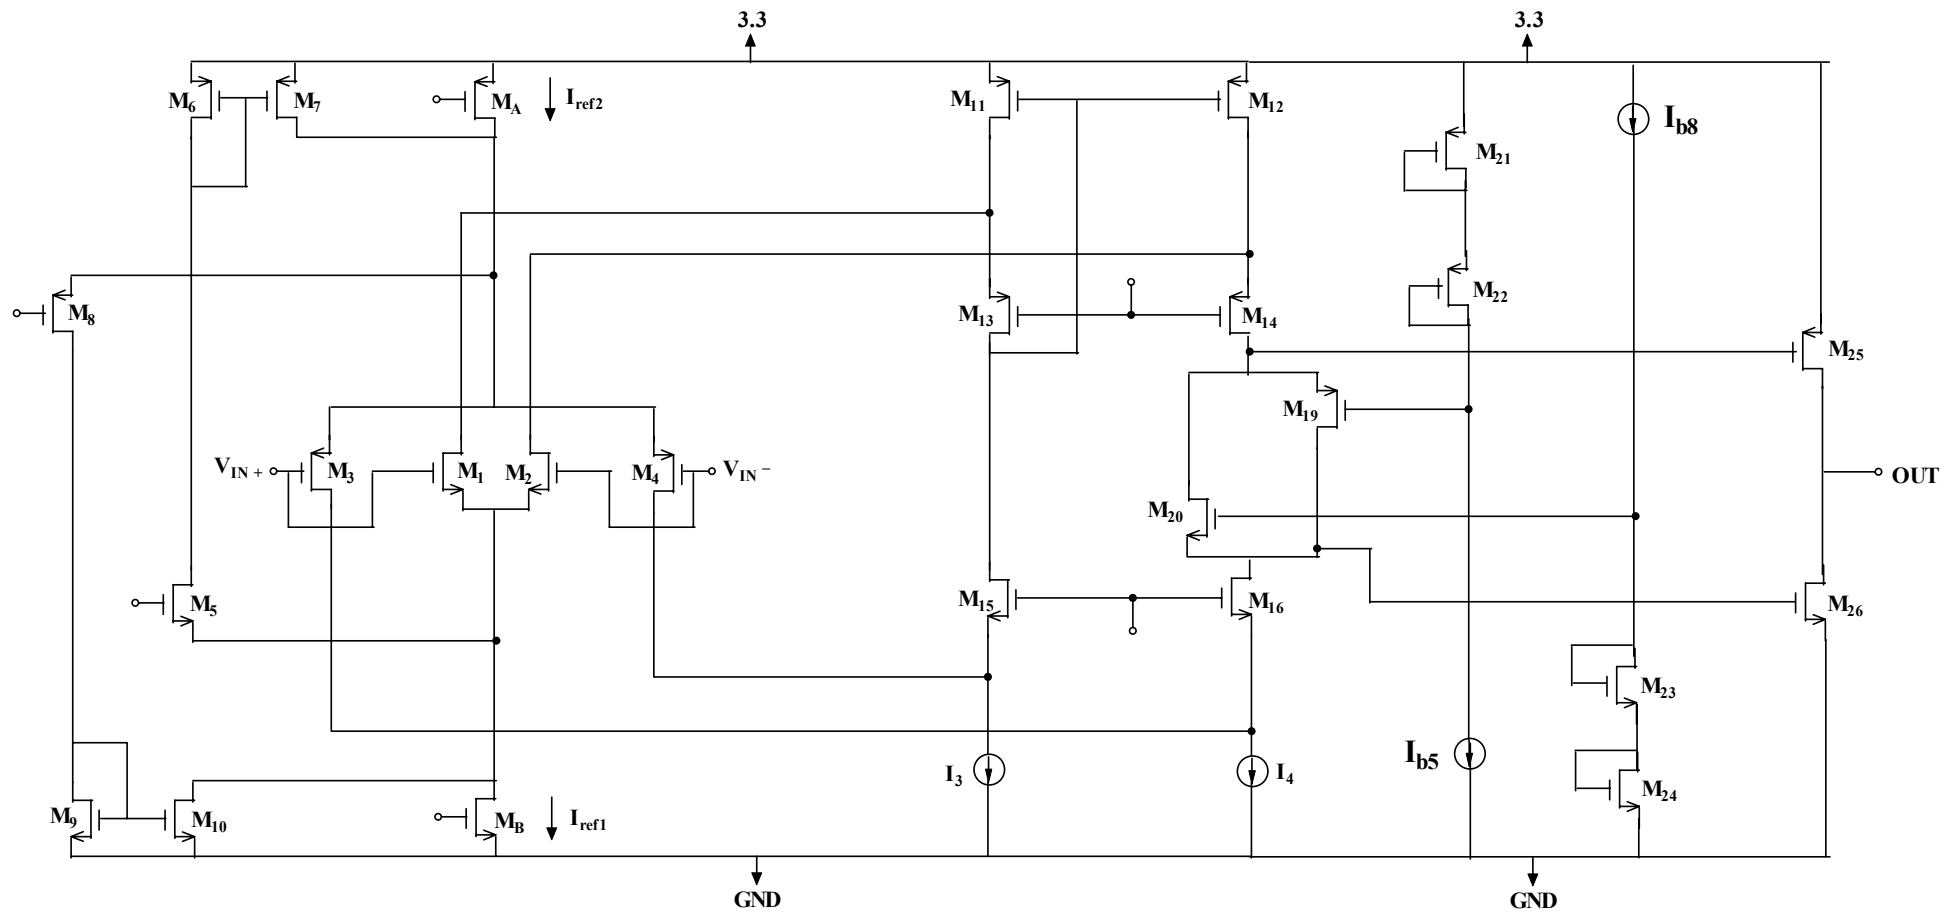 3.3 3.3
M6 M7 MA Iref2 M11 M12 Ib8
M21
M8 M13 M14 M22
M25
M19
VIN + M3 M1 M2 M4 VIN − OUT
M20
M5 M15 M16 M26
M23
I3 I4 Ib5
M24
M9 M10 MB Iref1
GND GND